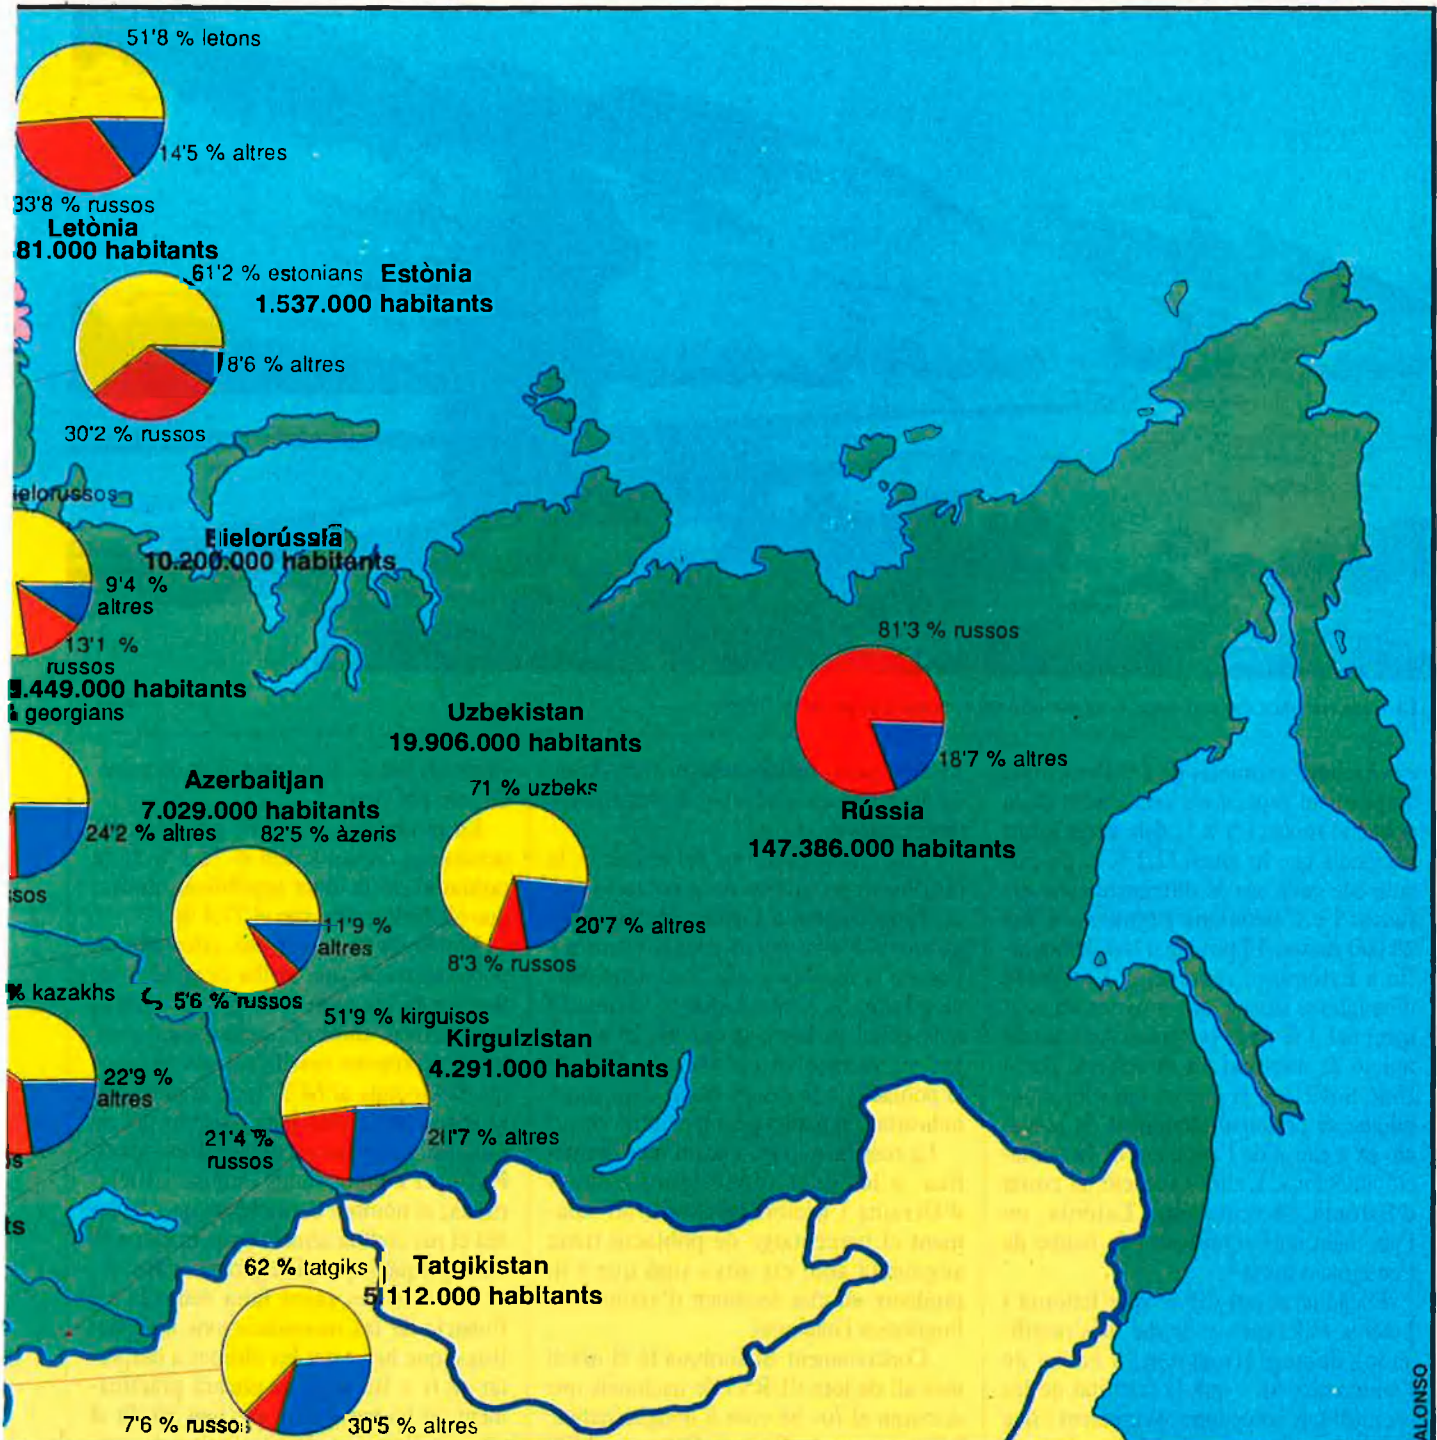 51'8 % letons
14'5 % altres
33'8 % russos
Letònia
81.000 habitants
61'2 % estonians
Estònia
1.537.000 habitants
8'6 % altres
30'2 % russos
ielorussos
Bielorússia
10.200.000 habitants
9'4 %
altres
13'1 %
russos
.449.000 habitants
georgians
24'2 % altres
ssos
Uzbekistan
19.906.000 habitants
71 % uzbeks
20'7 % altres
8'3 % russos
81'3 % russos
18'7 % altres
Rússia
147.386.000 habitants
Azerbaitjan
7.029.000 habitants
82'5 % àzeris
11'9 %
altres
5'6 % russos
% kazakhs
22'9 %
altres
51'9 % kirguisos
Kirguizistan
4.291.000 habitants
21'4 %
russos
altres
ts
62 % tatgiks
Tatgikistan
5.112.000 habitants
7'6 % russos
30'5 % altres
ALONSO